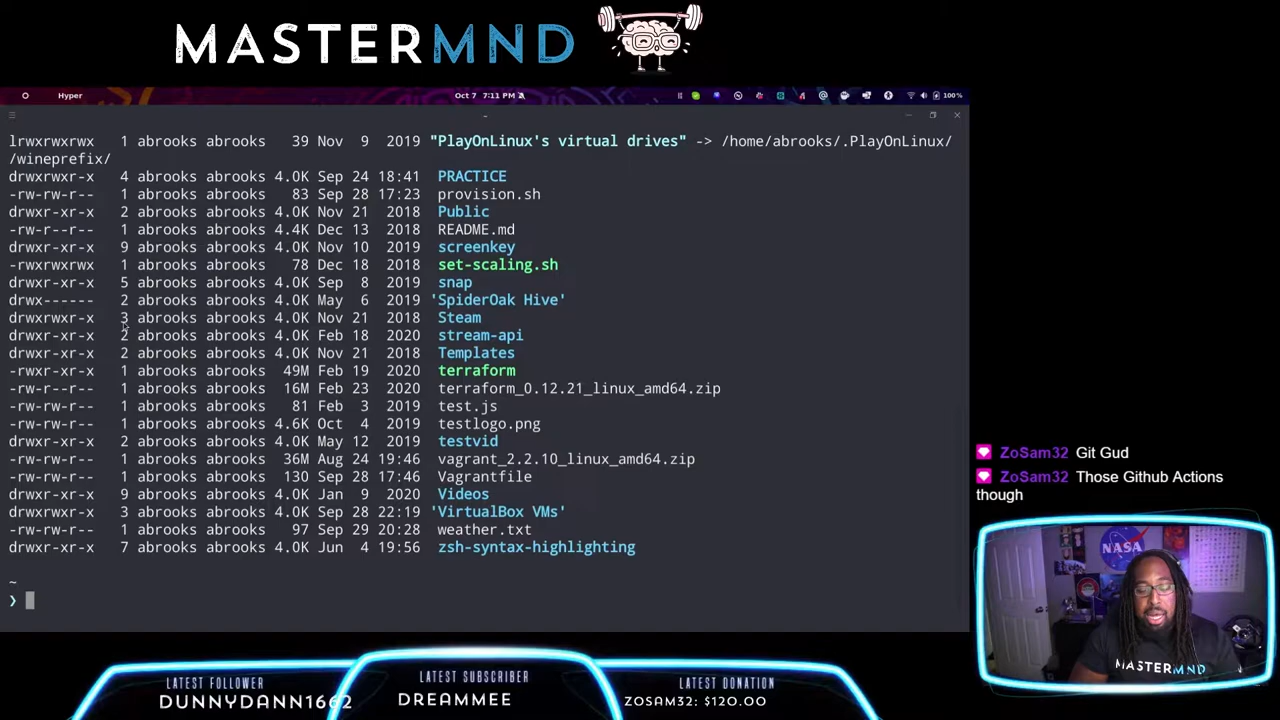 MASTERMND
Hyper
Oct 7 7:11 PM
100%
-
lrwxrwxrwx 1 abrooks abrooks 39 Nov 9 2019 "PlayOnLinux's virtual drives" -> /home/abrooks/.PlayOnLinux/
/wineprefix/
drwxrwxr-x 4 abrooks abrooks 4.0K Sep 24 18:41 PRACTICE
-rw-rw-r-- 1 abrooks abrooks 83 Sep 28 17:23 provision.sh
drwxr-xr-x 2 abrooks abrooks 4.0K Nov 21 2018 Public
-rw-r--r-- 1 abrooks abrooks 4.4K Dec 13 2018 README.md
drwxr-xr-x 9 abrooks abrooks 4.0K Nov 10 2019 screenkey
-rwxrwxrwx 1 abrooks abrooks 78 Dec 18 2018 set-scaling.sh
drwxr-xr-x 5 abrooks abrooks 4.0K Sep 8 2019 snap
drwx------ 2 abrooks abrooks 4.0K May 6 2019 'SpiderOak Hive'
drwxrwxr-x 3 abrooks abrooks 4.0K Nov 21 2018 Steam
drwxr-xr-x 2 abrooks abrooks 4.0K Feb 18 2020 stream-api
drwxr-xr-x 2 abrooks abrooks 4.0K Nov 21 2018 Templates
-rwxrwxr-x 1 abrooks abrooks 49M Feb 19 2020 terraform
-rw-rw-r-- 1 abrooks abrooks 16M Feb 23 2020 terraform_0.12.21_linux_amd64.zip
-rw-rw-r-- 1 abrooks abrooks 81 Feb 3 2019 test.js
-rw-rw-r-- 1 abrooks abrooks 4.6K Oct 4 2019 testlogo.png
drwxr-xr-x 2 abrooks abrooks 4.0K May 12 2019 testvid
-rw-rw-r-- 1 abrooks abrooks 36M Aug 24 19:46 vagrant_2.2.10_linux_amd64.zip
-rw-rw-r-- 1 abrooks abrooks 130 Sep 28 17:46 Vagrantfile
drwxr-xr-x 9 abrooks abrooks 4.0K Jan 9 2020 Videos
drwxrwxr-x 3 abrooks abrooks 4.0K Sep 28 22:19 'VirtualBox VMs'
-rw-rw-r-- 1 abrooks abrooks 97 Sep 29 20:28 weather.txt
drwxr-xr-x 7 abrooks abrooks 4.0K Jun 4 19:56 zsh-syntax-highlighting
~
❯
ZoSam32 Git Gud
ZoSam32 Those Github Actions
though
NASA
MASTERMND
LATEST FOLLOWER
DUNNYDANN1662
LATEST SUBSCRIBER
DREAMMEE
LATEST DONATION
ZOSAM32: $120.00